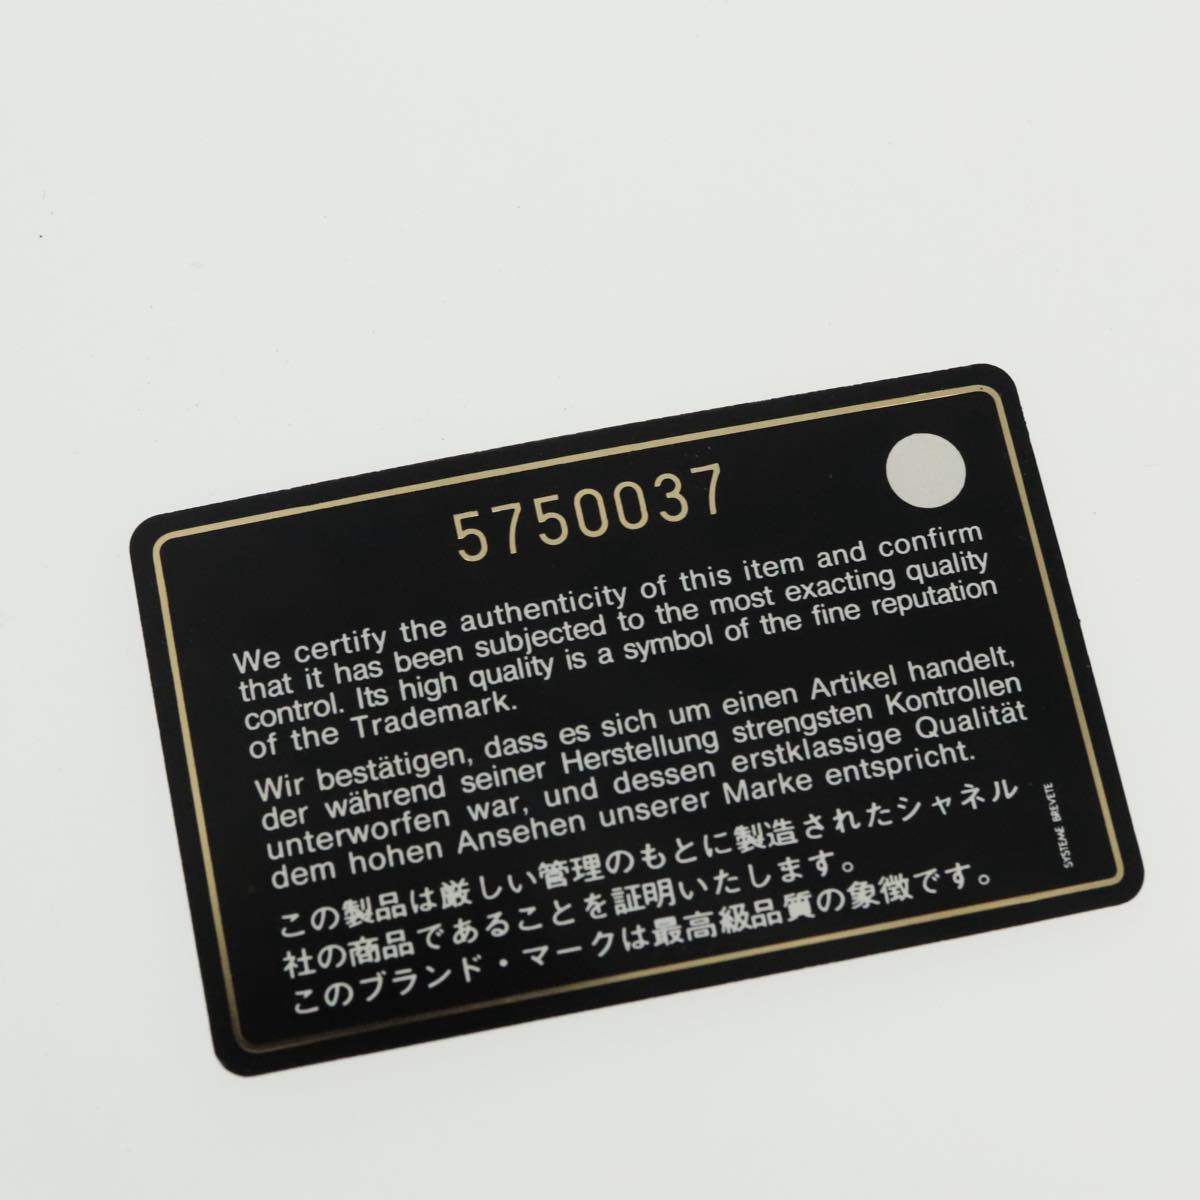 5750037
We certify the authenticity of this item and confirm
that it has been subjected to the most exacting quality
control. Its high quality is a symbol of the fine reputation
of the Trademark.
Wir bestätigen, dass es sich um einen Artikel handelt,
der während seiner Herstellung strengsten Kontrollen
unterworfen war, und dessen erstklassige Qualität
dem hohen Ansehen unserer Marke entspricht.
この製品は厳しい管理のもとに製造されたシャネル
社の商品であることを証明いたします。
このブランド・マークは最高級品質の象徴です。
SYSTEME BREVETE